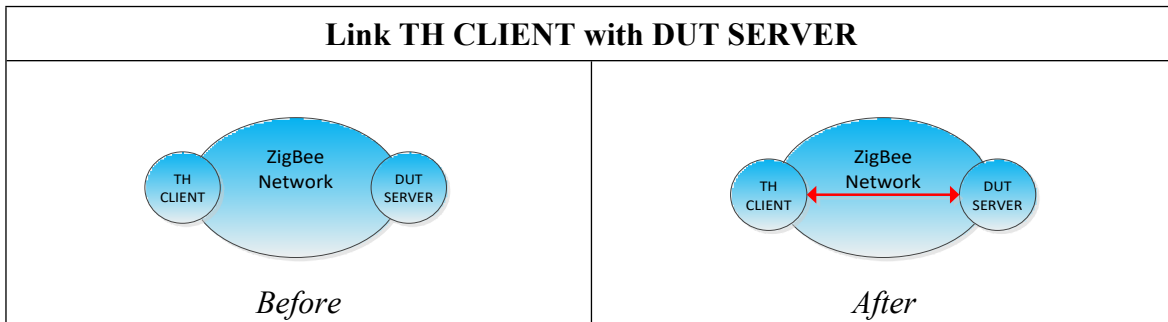 Link TH CLIENT with DUT SERVER
ZigBee
Network
TH
CLIENT
DUT
SERVER
Before
ZigBee
Network
TH
CLIENT
DUT
SERVER
After